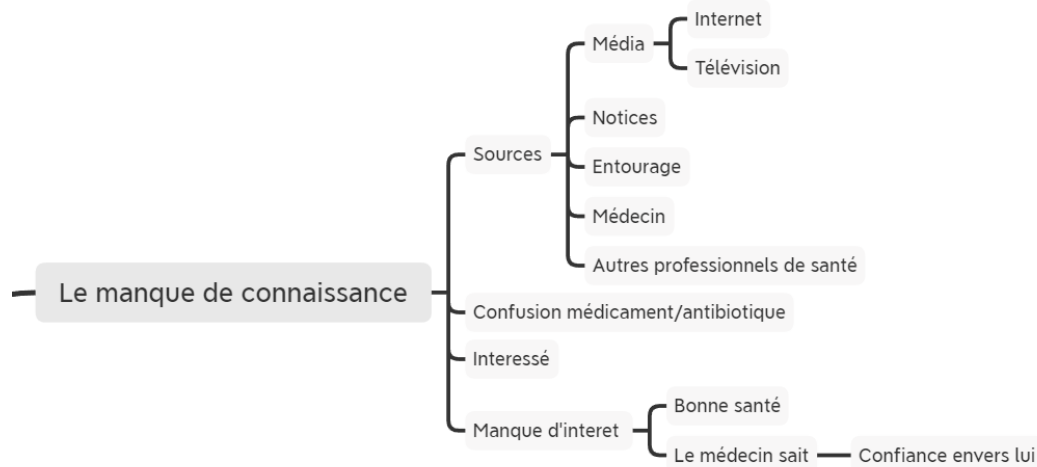 Internet
Média
Télévision
Notices
Sources
Entourage
Médecin
Autres professionnels de santé
Le manque de connaissance
Confusion médicament/antibiotique
Interessé
Bonne santé
Manque d'interet
Le médecin sait
Confiance envers lui